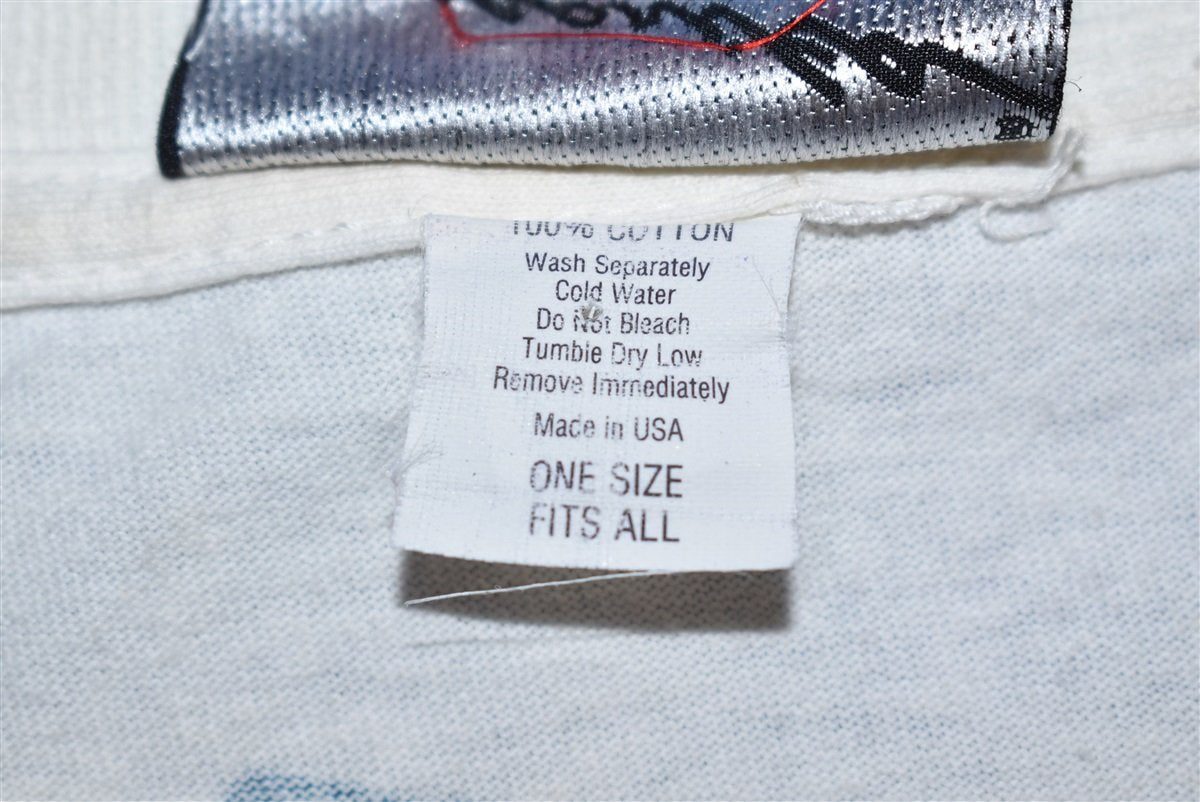 100% COTTON
Wash Separately
Cold Water
Do Not Bleach
Tumble Dry Low
Remove Immediately
Made in USA
ONE SIZE
FITS ALL